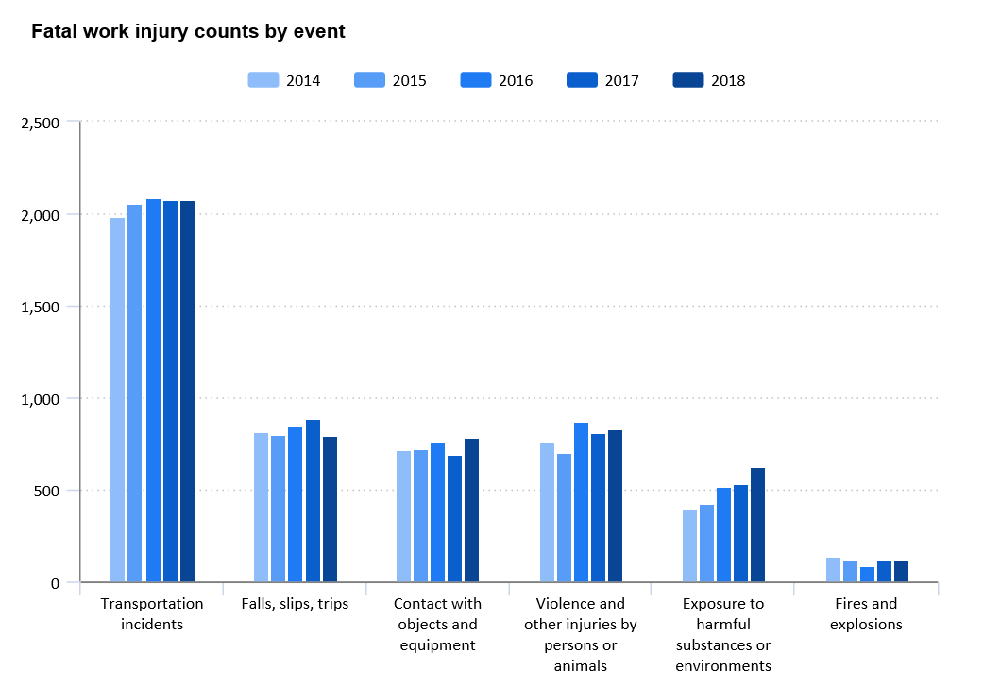 Fatal work injury counts by event
2014 2015 2016 2017 2018
2,500
2,000
1,500
1,000
500
0
Transportation
incidents
Falls, slips, trips
Contact with
objects and
equipment
Violence and
other injuries by
persons or
animals
Exposure to
harmful
substances or
environments
Fires and
explosions